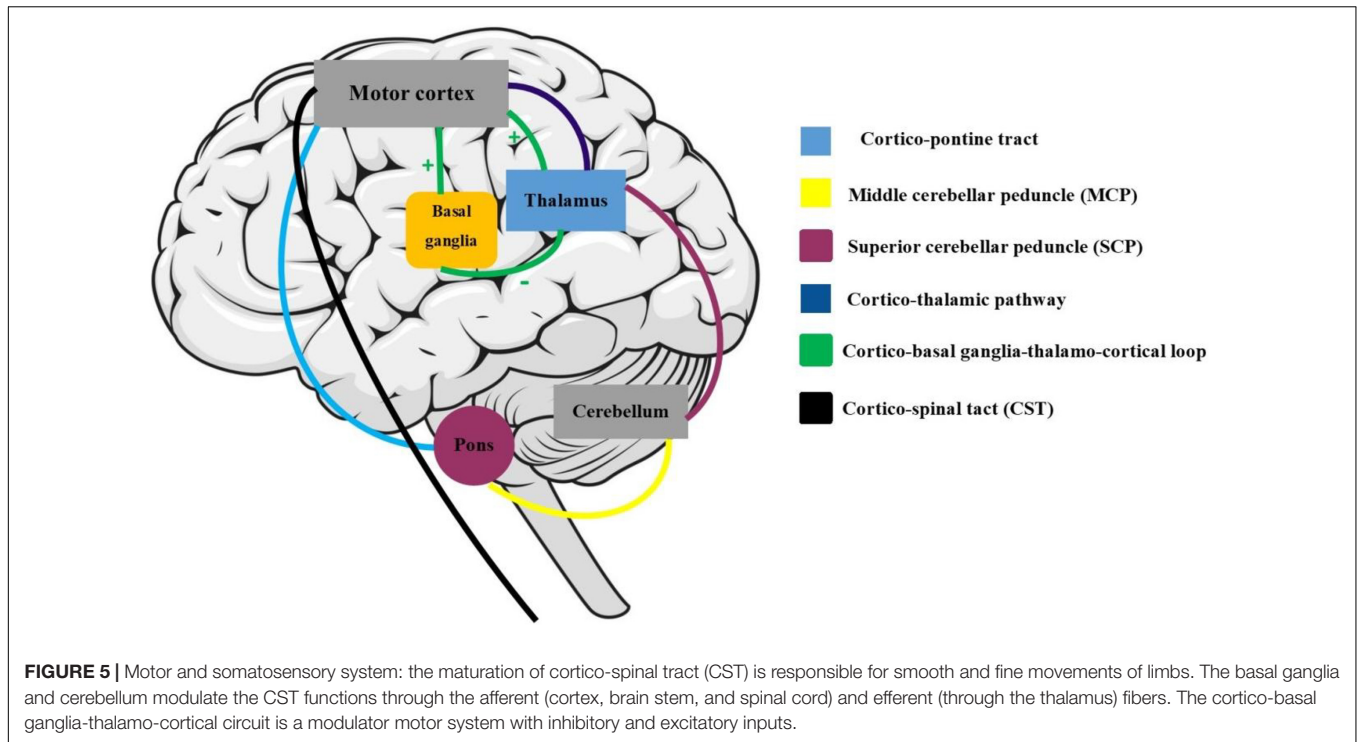 Motor cortex
+
+
Basal
ganglia
Thalamus
-
Cerebellum
Pons
Cortico-pontine tract
Middle cerebellar peduncle (MCP)
Superior cerebellar peduncle (SCP)
Cortico-thalamic pathway
Cortico-basal ganglia-thalamo-cortical loop
Cortico-spinal tact (CST)
FIGURE 5 | Motor and somatosensory system: the maturation of cortico-spinal tract (CST) is responsible for smooth and fine movements of limbs. The basal ganglia
and cerebellum modulate the CST functions through the afferent (cortex, brain stem, and spinal cord) and efferent (through the thalamus) fibers. The cortico-basal
ganglia-thalamo-cortical circuit is a modulator motor system with inhibitory and excitatory inputs.